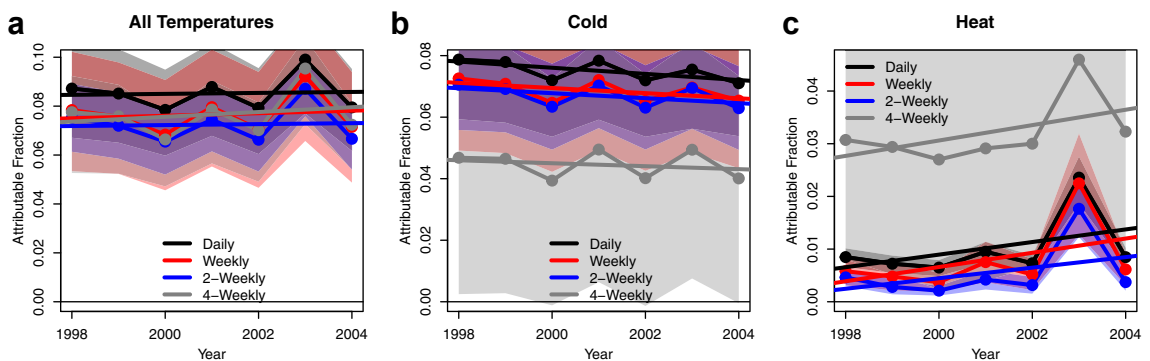 a
All Temperatures
Attributable Fraction
0.00 0.02 0.04 0.06 0.08 0.10
Daily
Weekly
2−Weekly
4−Weekly
1998 2000 2002 2004
Year
b
Cold
Attributable Fraction
0.00 0.02 0.04 0.06 0.08
Daily
Weekly
2−Weekly
4−Weekly
1998 2000 2002 2004
Year
c
Heat
Attributable Fraction
0.00 0.01 0.02 0.03 0.04
Daily
Weekly
2−Weekly
4−Weekly
1998 2000 2002 2004
Year